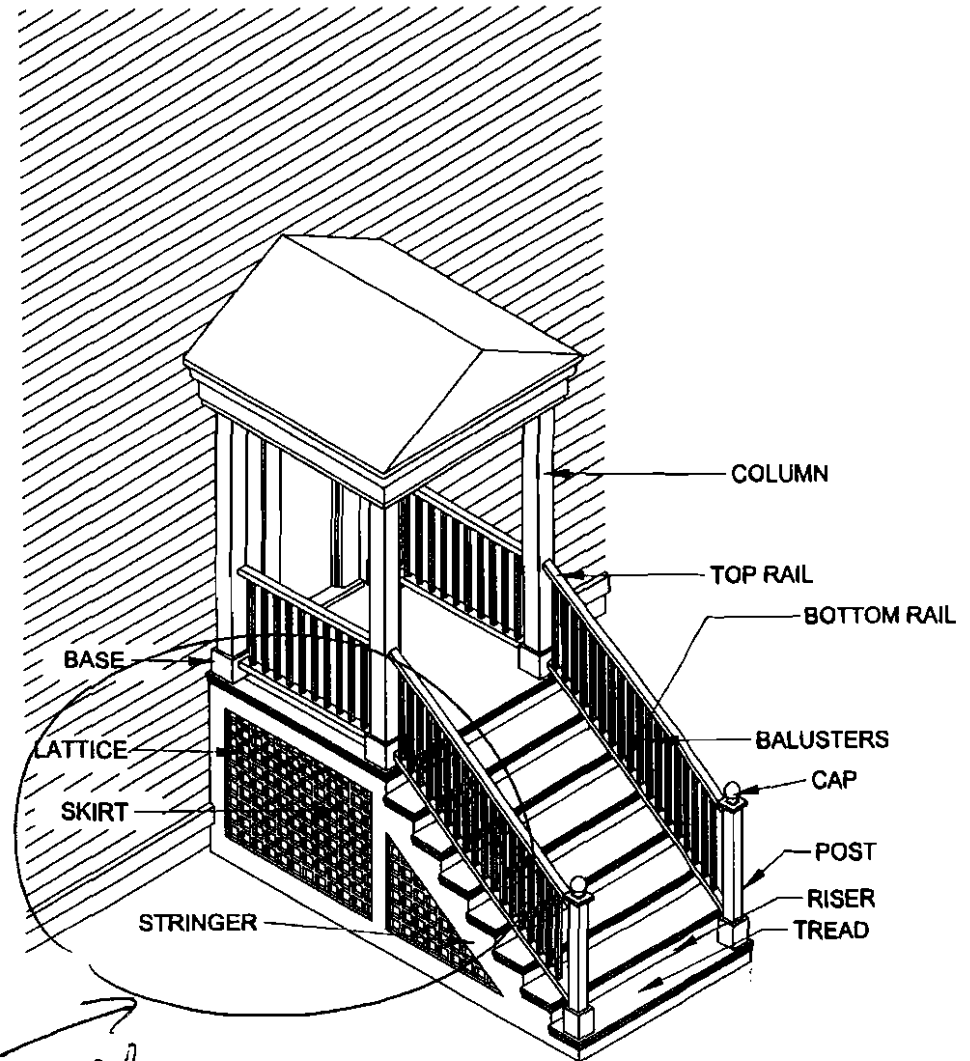 COLUMN
TOP RAIL
BOTTOM RAIL
BASE
LATTICE
BALUSTERS
CAP
SKIRT
POST
RISER
STRINGER
TREAD